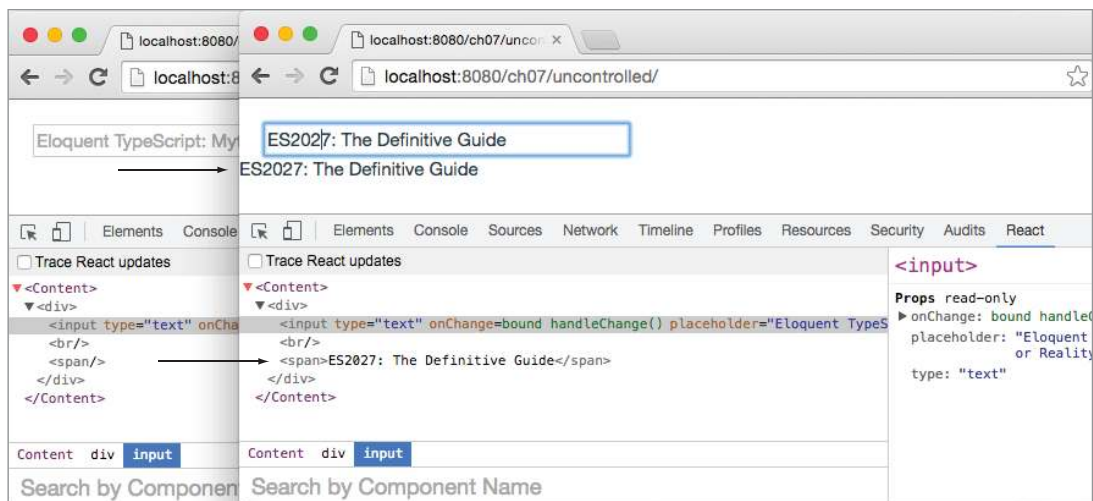 localhost:8080/
localhost:8080/ch07/uncon
localhost:8
localhost:8080/ch07/uncontrolled/
Eloquent TypeScript: Myt
ES2027: The Definitive Guide
ES2027: The Definitive Guide
Elements Console
Elements Console Sources Network Timeline Profiles Resources Security Audits React
Trace React updates
Trace React updates
<input>
<Content>
<Content>
Props read-only
<div>
<div>
onChange: bound handleC
<input type="text" onCha
<input type="text" onChange=bound handleChange() placeholder="Eloquent TypeS
placeholder: "Eloquent
<br/>
<br/>
or Reality
<span/>
<span>ES2027: The Definitive Guide</span>
type: "text"
</div>
</div>
</Content>
</Content>
Content div input
Content div input
Search by Componen
Search by Component Name